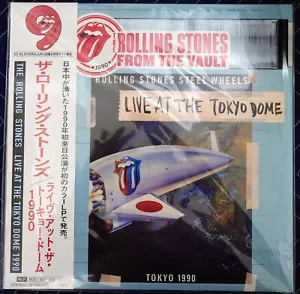 1990
ROLLING STONES
FROM THE VAULT
ROLLING STONES STEEL WHEELS
LIVE AT THE TOKYO DOME
TOKYO 1990
日本中が沸いた1990年初来日公演が初のカラーLPで発売。
ザ・ローリング・ストーンズ
ライヴ・アット・ザ・トーキョー・ドーム 1990
THE ROLLING STONES LIVE AT THE TOKYO DOME 1990